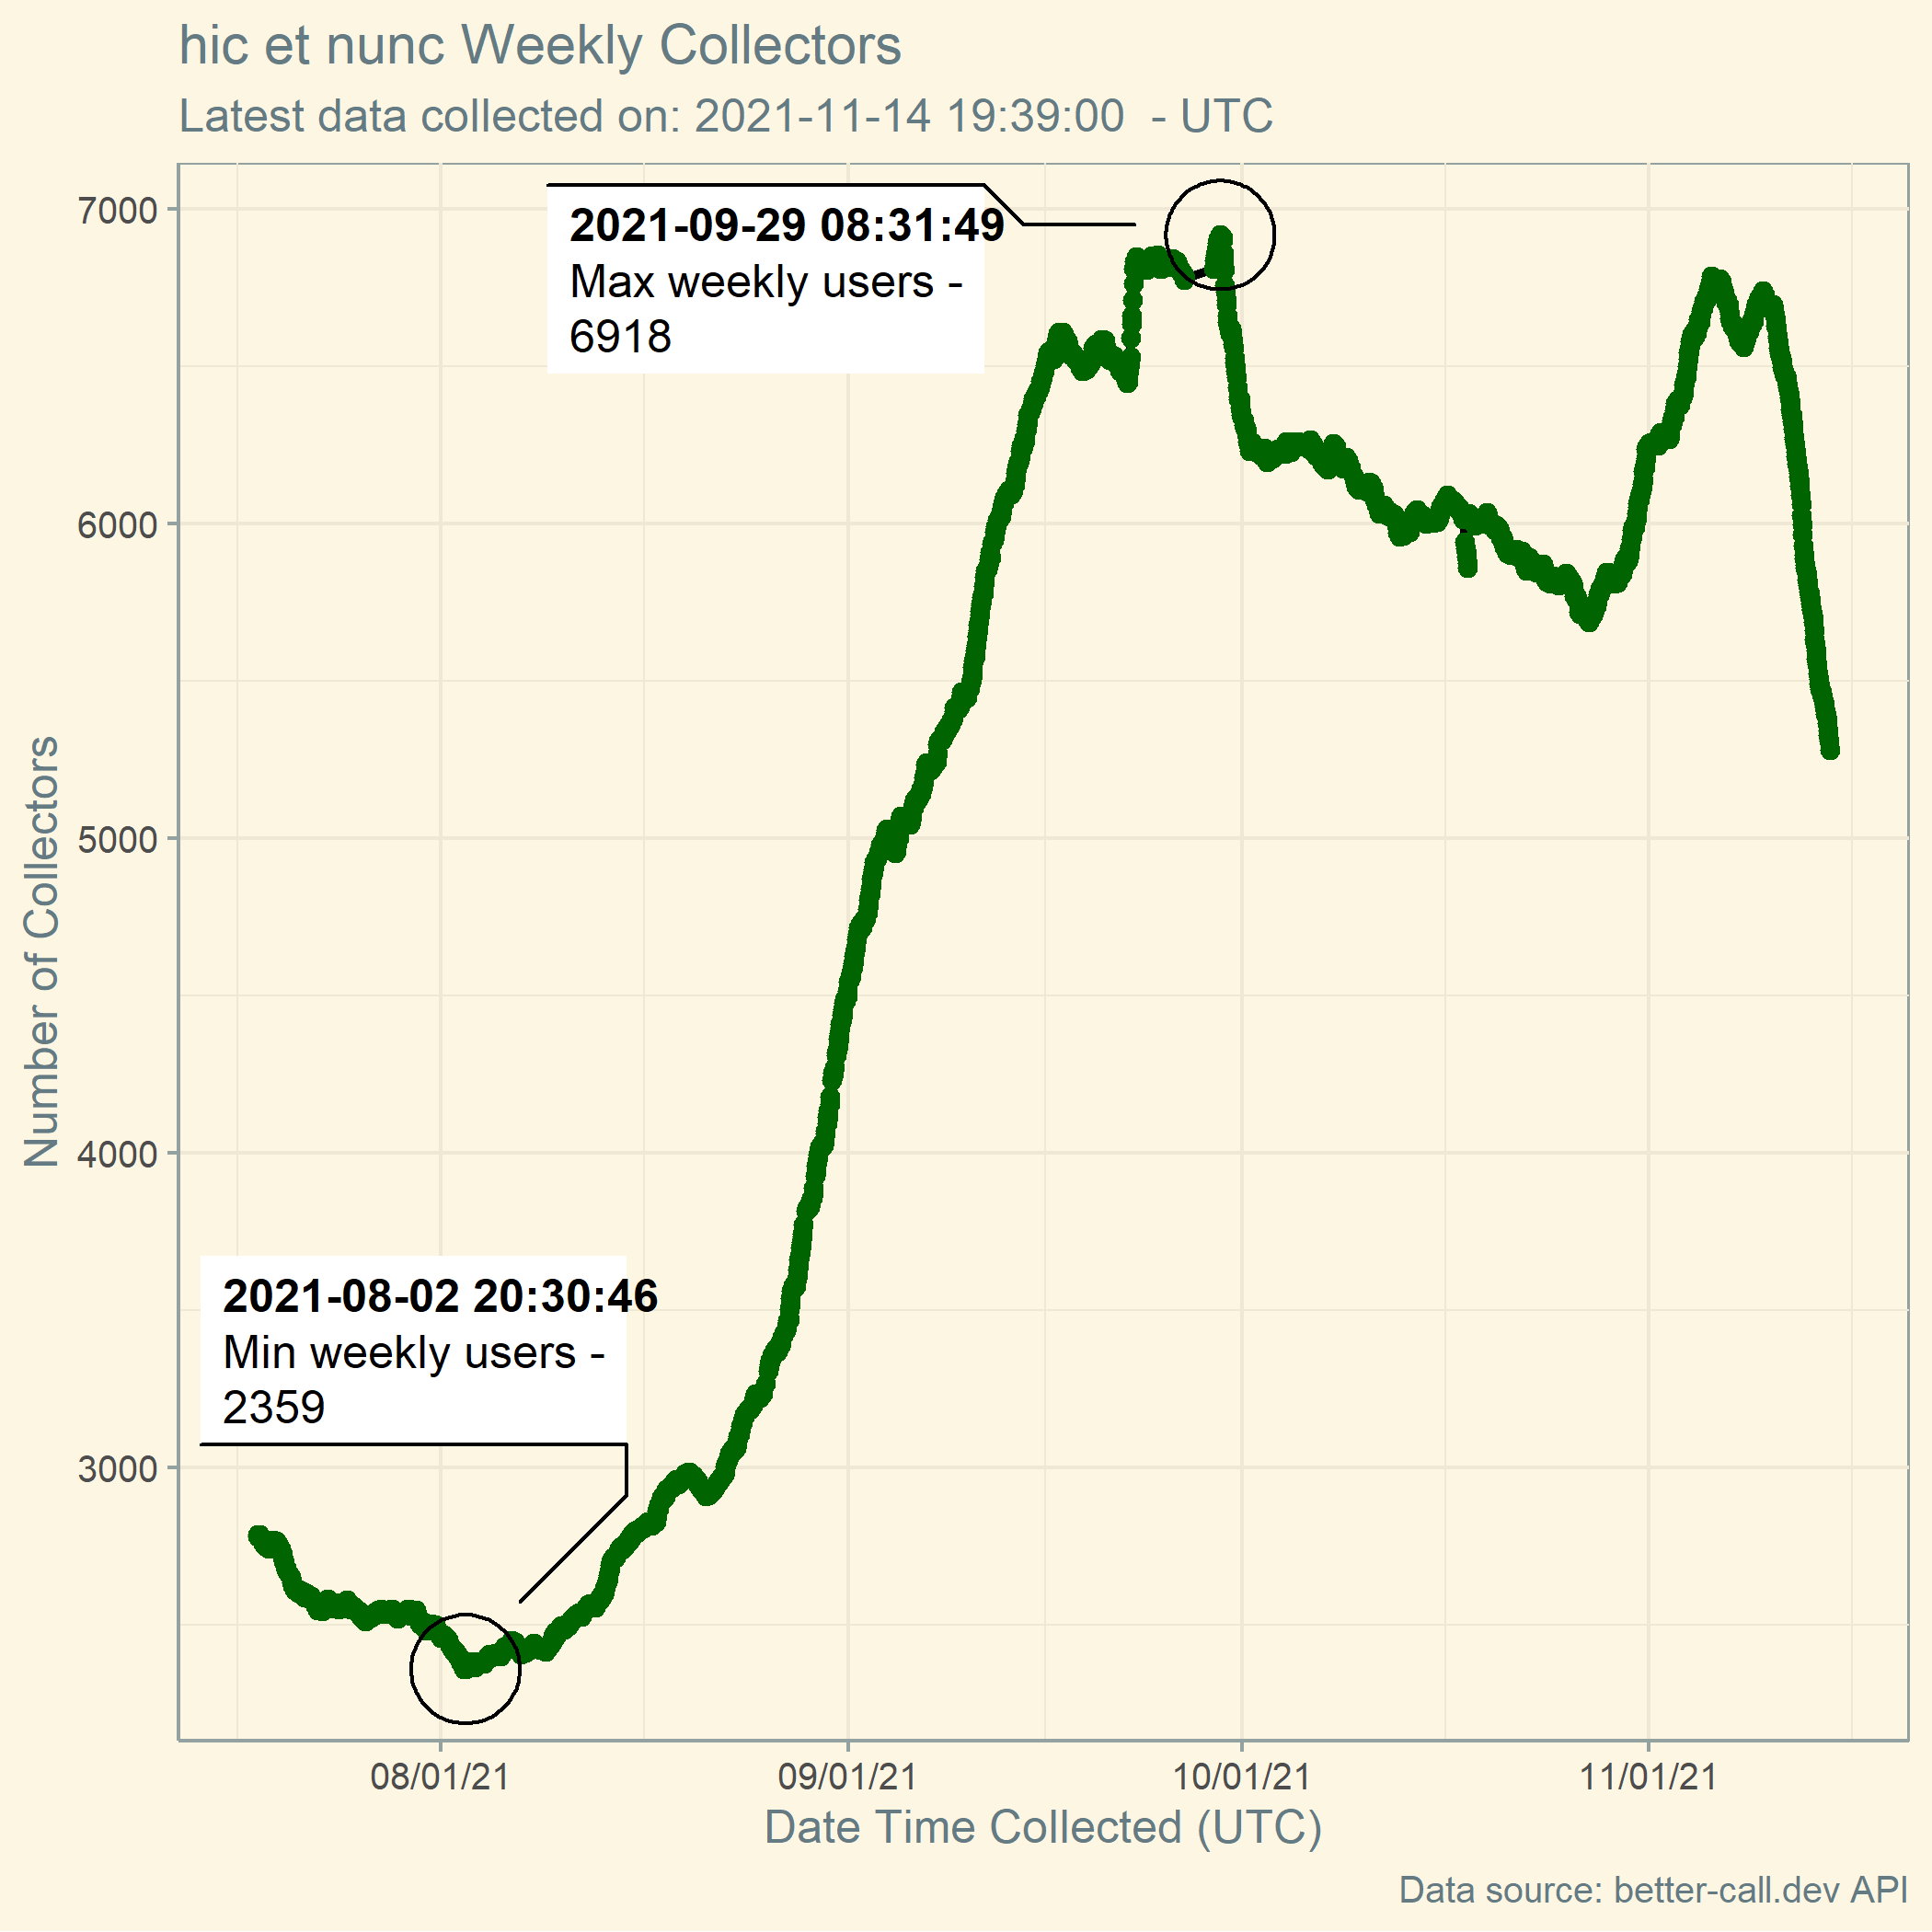 hic et nunc Weekly Collectors
Latest data collected on: 2021-11-14 19:39:00  - UTC
7000
2021-09-29 08:31:49
Max weekly users -
6918
6000
5000
Number of Collectors
4000
2021-08-02 20:30:46
Min weekly users -
2359
3000
08/01/21
09/01/21
10/01/21
11/01/21
Date Time Collected (UTC)
Data source: better-call.dev API